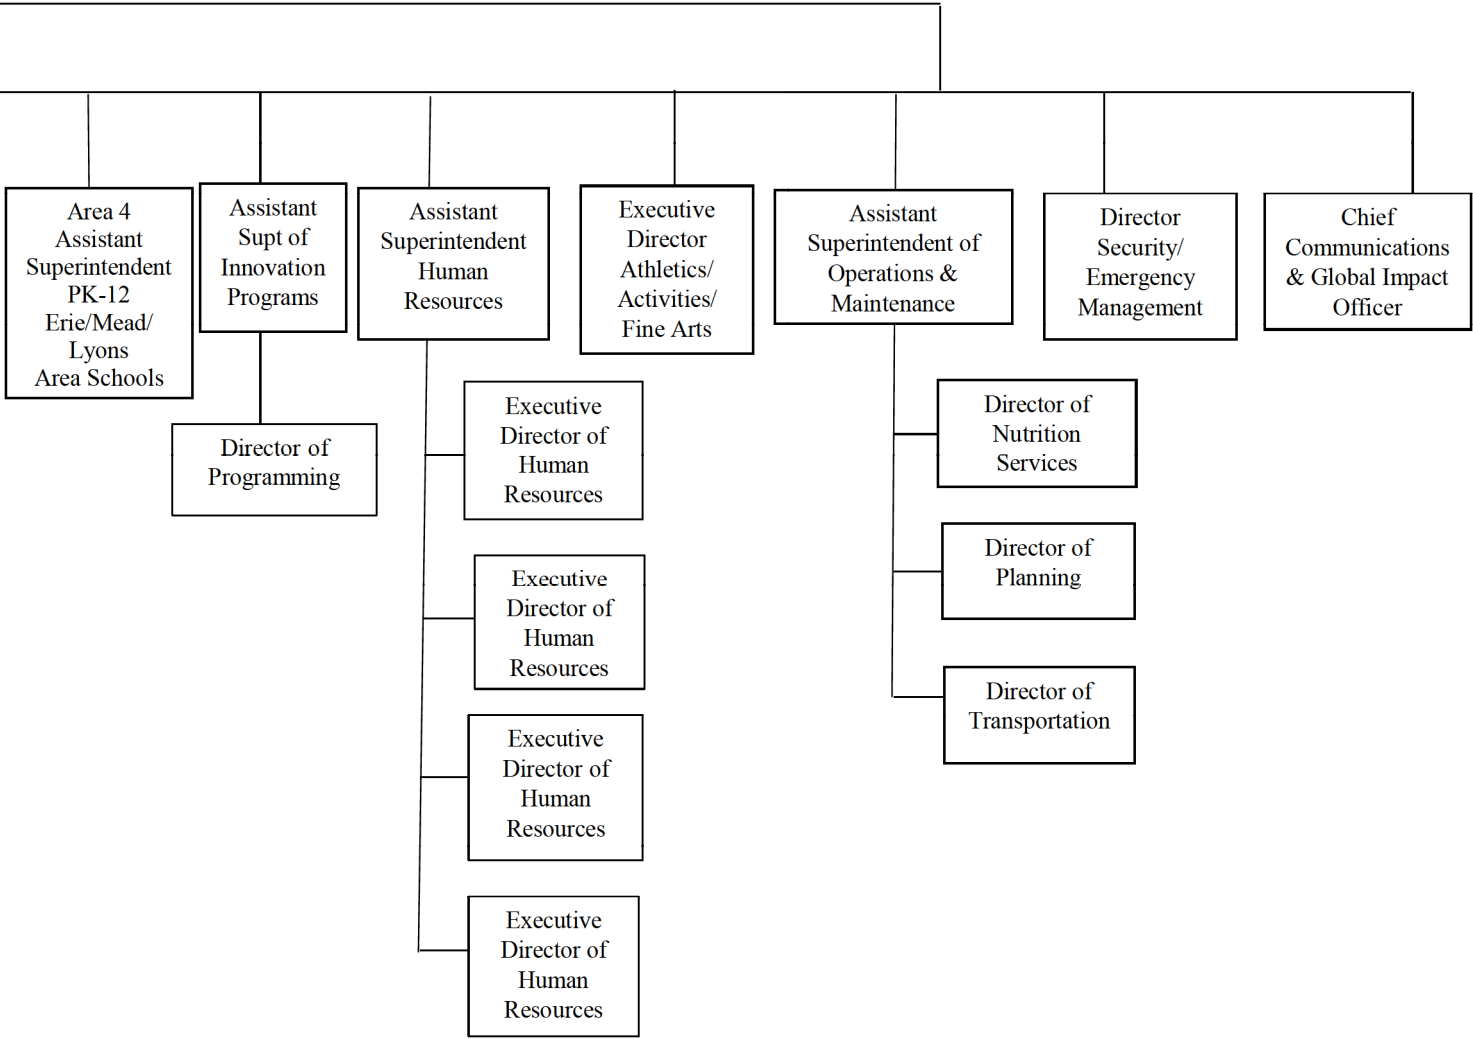 Area 4
Assistant
Superintendent
PK-12
Erie/Mead/
Lyons
Area Schools
Assistant
Supt of
Innovation
Programs
Assistant
Superintendent
Human
Resources
Executive
Director
Athletics/
Activities/
Fine Arts
Assistant
Superintendent of
Operations &
Maintenance
Director
Security/
Emergency
Management
Chief
Communications
& Global Impact
Officer
Director of
Programming
Executive
Director of
Human
Resources
Executive
Director of
Human
Resources
Executive
Director of
Human
Resources
Executive
Director of
Human
Resources
Director of
Nutrition
Services
Director of
Planning
Director of
Transportation